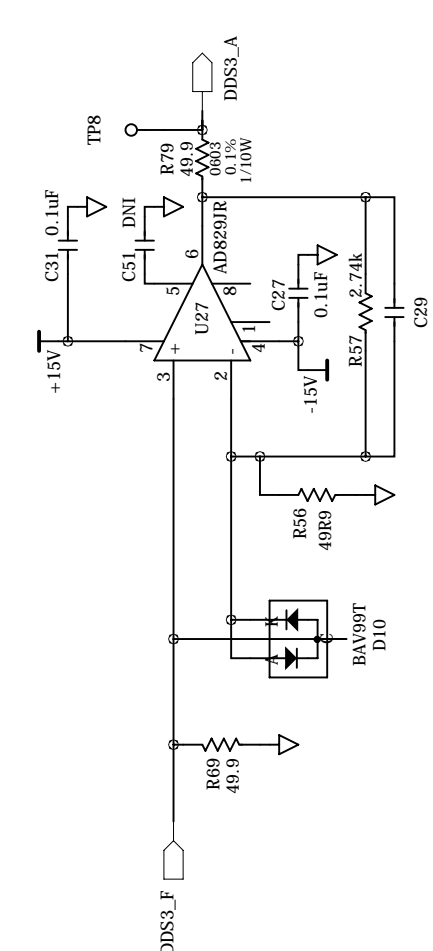 DDS3_A
TP8
R79
49.9
0603
0.1%
1/10W
C31 0.1uF
C51 DNI
6
AD829JR
5
8
U27
C27
0.1uF
1
7
+
-
4
+15V
-15V
3
2
R57 2.74k
C29
R56
49R9
K
A
BAV99T
D10
R69
49.9
DDS3_F